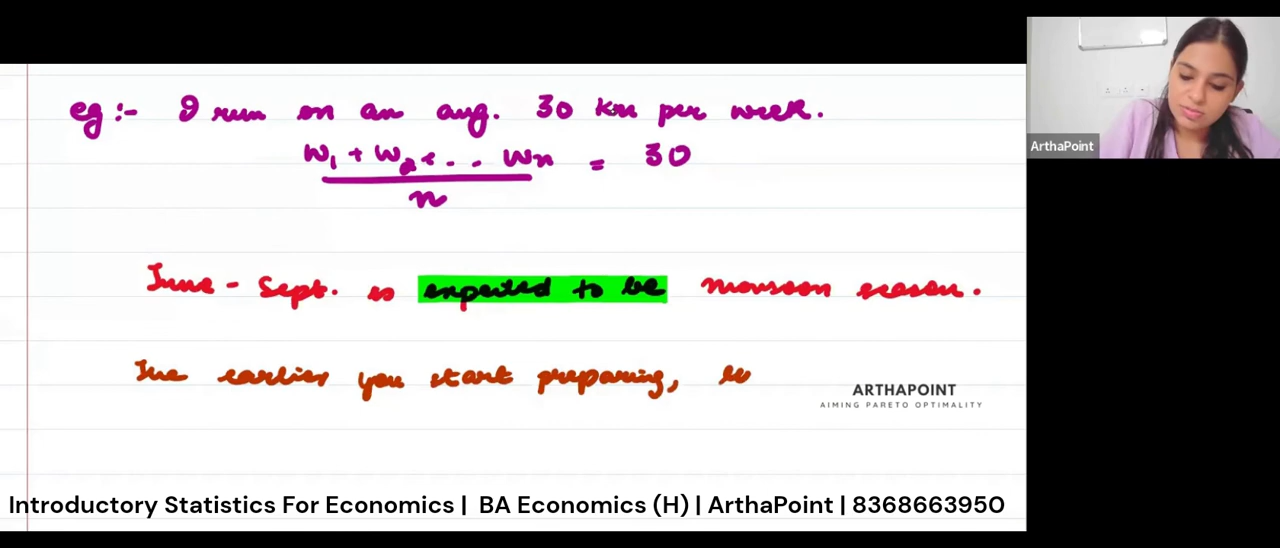 eg:- I run on an avg. 30 km per week.
W1 + W2 + . . . Wn = 30
n
June - Sept. is expected to be monsoon season.
The earlier you start preparing,
ARTHAPOINT
AIMING PARETO OPTIMALITY
Introductory Statistics For Economics | BA Economics (H) | ArthaPoint | 8368663950
ArthaPoint